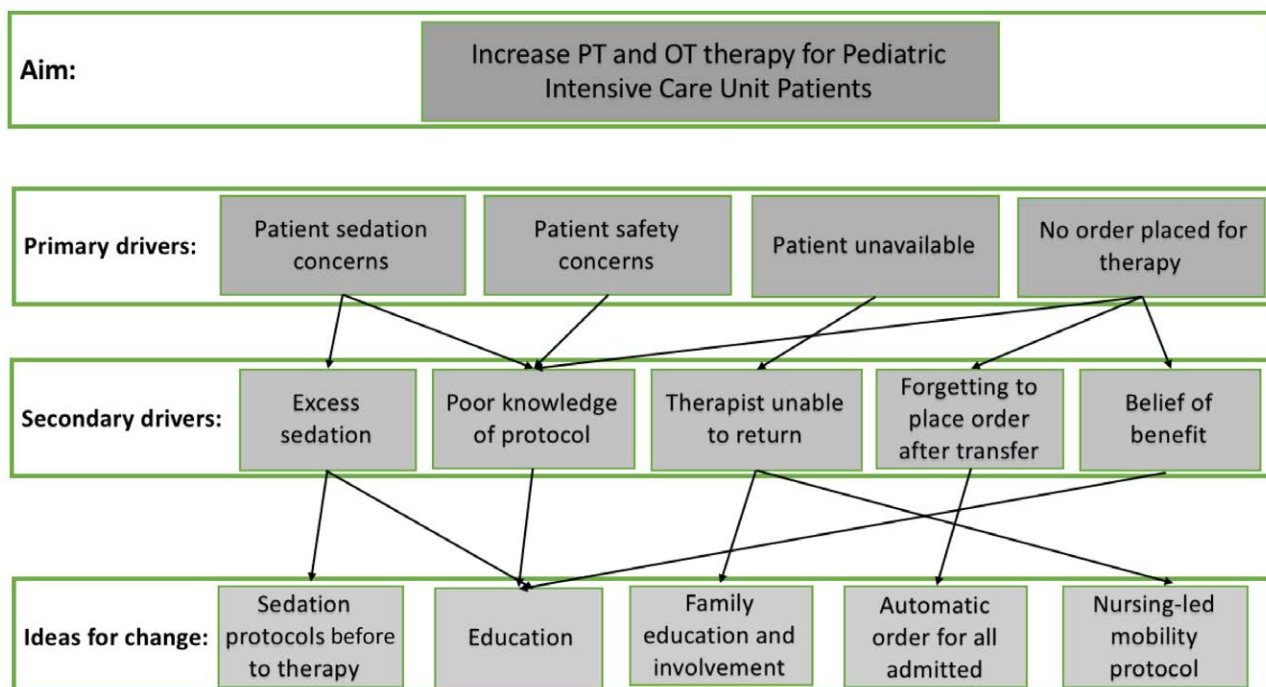 Aim:
Increase PT and OT therapy for Pediatric
Intensive Care Unit Patients
Primary drivers:
Patient sedation
concerns
Patient safety
concerns
Patient unavailable
No order placed for
therapy
Secondary drivers:
Excess
sedation
Poor knowledge
of protocol
Therapist unable
to return
Forgetting to
place order
after transfer
Belief of
benefit
Ideas for change:
Sedation
protocols before
to therapy
Education
Family
education and
involvement
Automatic
order for all
admitted
Nursing-led
mobility
protocol